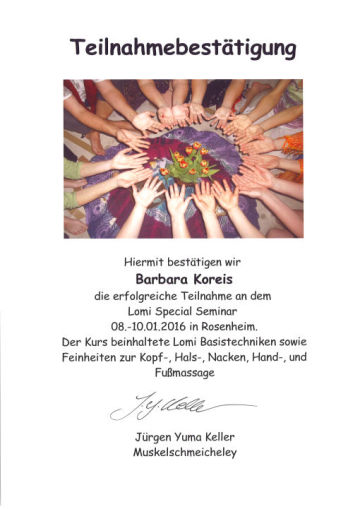 Teilnahmebestätigung
Hiermit bestätigen wir
Barbara Koreis
die erfolgreiche Teilnahme an dem
Lomi Special Seminar
08.-10.01.2016 in Rosenheim.
Der Kurs beinhaltete Lomi Basistechniken sowie
Feinheiten zur Kopf-, Hals-, Nacken, Hand-, und
Fußmassage
J.Y. Keller
Jürgen Yuma Keller
Muskelschmeicheley